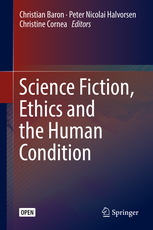 Christian Baron · Peter Nicolai Halvorsen
Christine Cornea Editors
Science Fiction,
Ethics and
the Human
Condition
OPEN
Springer